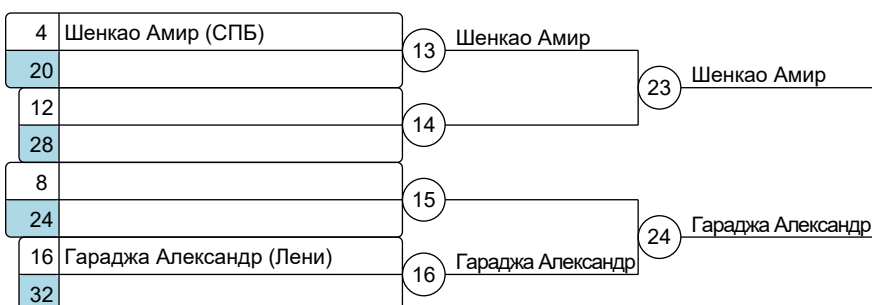 4 Шенкао Амир (СПБ)
20
13 Шенкао Амир
12
28
14
23 Шенкао Амир
8
24
15
16 Гараджа Александр (Лени)
32
16 Гараджа Александр
24 Гараджа Александр